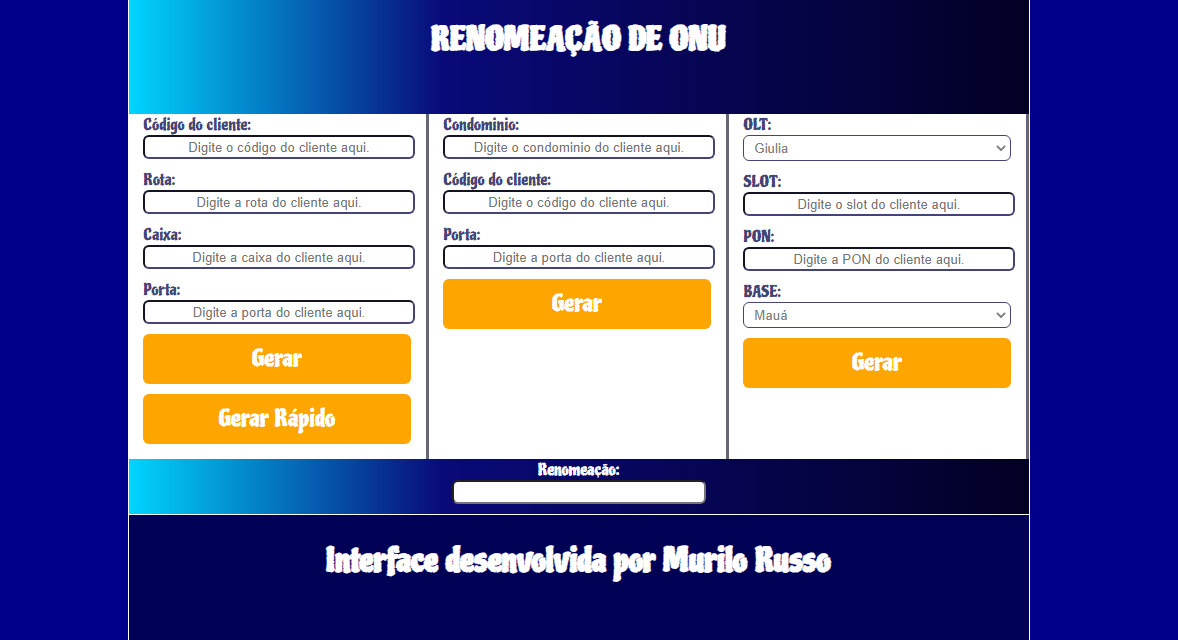 RENOMEAÇÃO DE ONU
Código do cliente:
Digite o código do cliente aqui.
Rota:
Digite a rota do cliente aqui.
Caixa:
Digite a caixa do cliente aqui.
Porta:
Digite a porta do cliente aqui.
Gerar
Gerar Rápido
Condominio:
Digite o condominio do cliente aqui.
Código do cliente:
Digite o código do cliente aqui.
Porta:
Digite a porta do cliente aqui.
Gerar
OLT:
Giulia
SLOT:
Digite o slot do cliente aqui.
PON:
Digite a PON do cliente aqui.
BASE:
Mauá
Gerar
Renomeação:
Interface desenvolvida por Murilo Russo